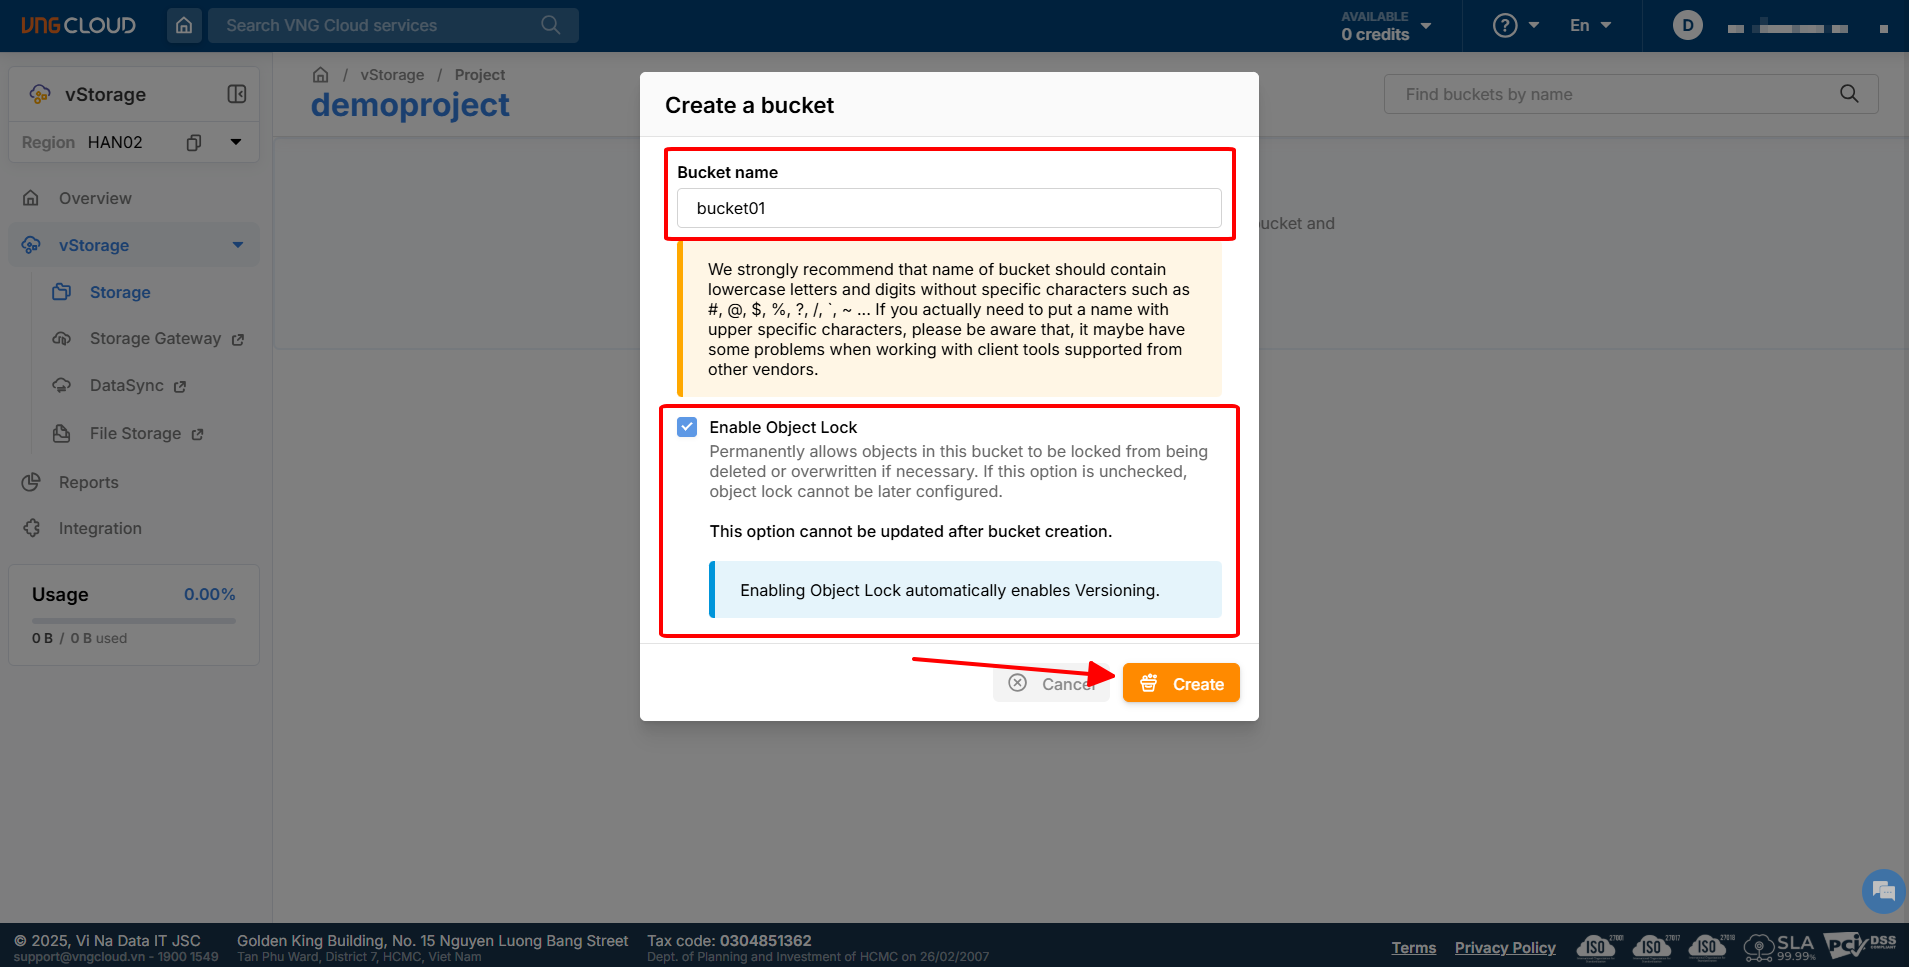 VNG CLOUD
Search VNG Cloud services
AVAILABLE
0 credits
?
En
D
vStorage
Region HAN02
Overview
vStorage
Storage
Storage Gateway
DataSync
File Storage
Reports
Integration
Usage 0.00%
0 B / 0 B used
/ vStorage / Project
demoproject
Find buckets by name
ucket and
Create a bucket
Bucket name
bucket01
We strongly recommend that name of bucket should contain
lowercase letters and digits without specific characters such as
#, @, $, %, ?, /, `, ~ ... If you actually need to put a name with
upper specific characters, please be aware that, it maybe have
some problems when working with client tools supported from
other vendors.
Enable Object Lock
Permanently allows objects in this bucket to be locked from being
deleted or overwritten if necessary. If this option is unchecked,
object lock cannot be later configured.
This option cannot be updated after bucket creation.
Enabling Object Lock automatically enables Versioning.
Cancel
Create
© 2025, Vi Na Data IT JSC
support@vngcloud.vn - 1900 1549
Golden King Building, No. 15 Nguyen Luong Bang Street
Tan Phu Ward, District 7, HCMC, Viet Nam
Tax code: 0304851362
Dept. of Planning and Investment of HCMC on 26/02/2007
Terms
Privacy Policy
ISO 27001
ISO 27017
ISO 27018
SLA
99.99%
PCI DSS
COMPLIANT